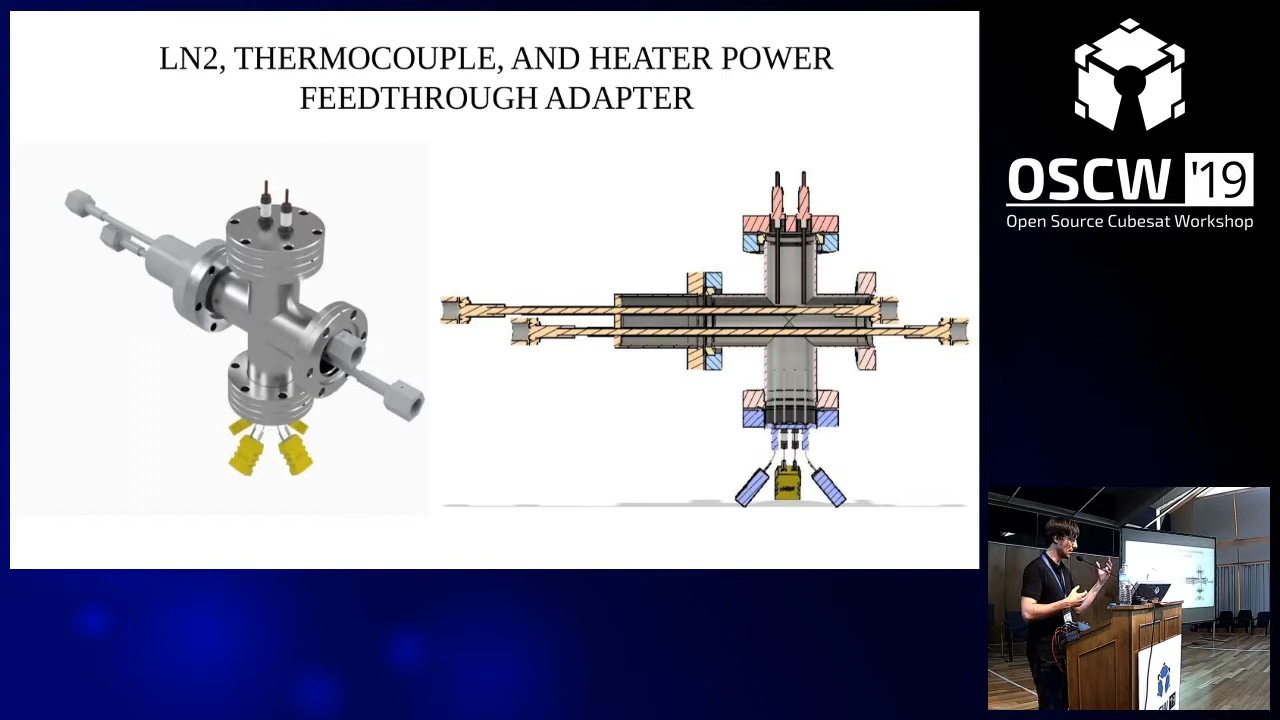 LN2, THERMOCOUPLE, AND HEATER POWER
FEEDTHROUGH ADAPTER
OSCW '19
Open Source Cubesat Workshop